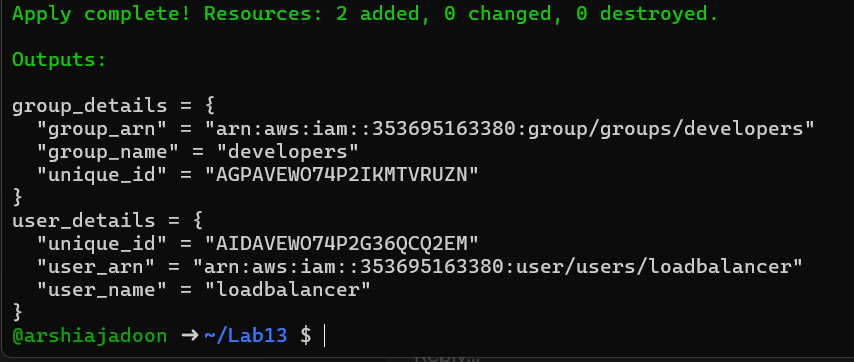 Apply complete! Resources: 2 added, 0 changed, 0 destroyed.
Outputs:
group_details = {
"group_arn" = "arn:aws:iam::353695163380:group/groups/developers"
"group_name" = "developers"
"unique_id" = "AGPAVEWO74P2IKMTVRUZN"
}
user_details = {
"unique_id" = "AIDAVEWO74P2G36QCQ2EM"
"user_arn" = "arn:aws:iam::353695163380:user/users/loadbalancer"
"user_name" = "loadbalancer"
}
@arshiajadoon ➜ ~/Lab13 $